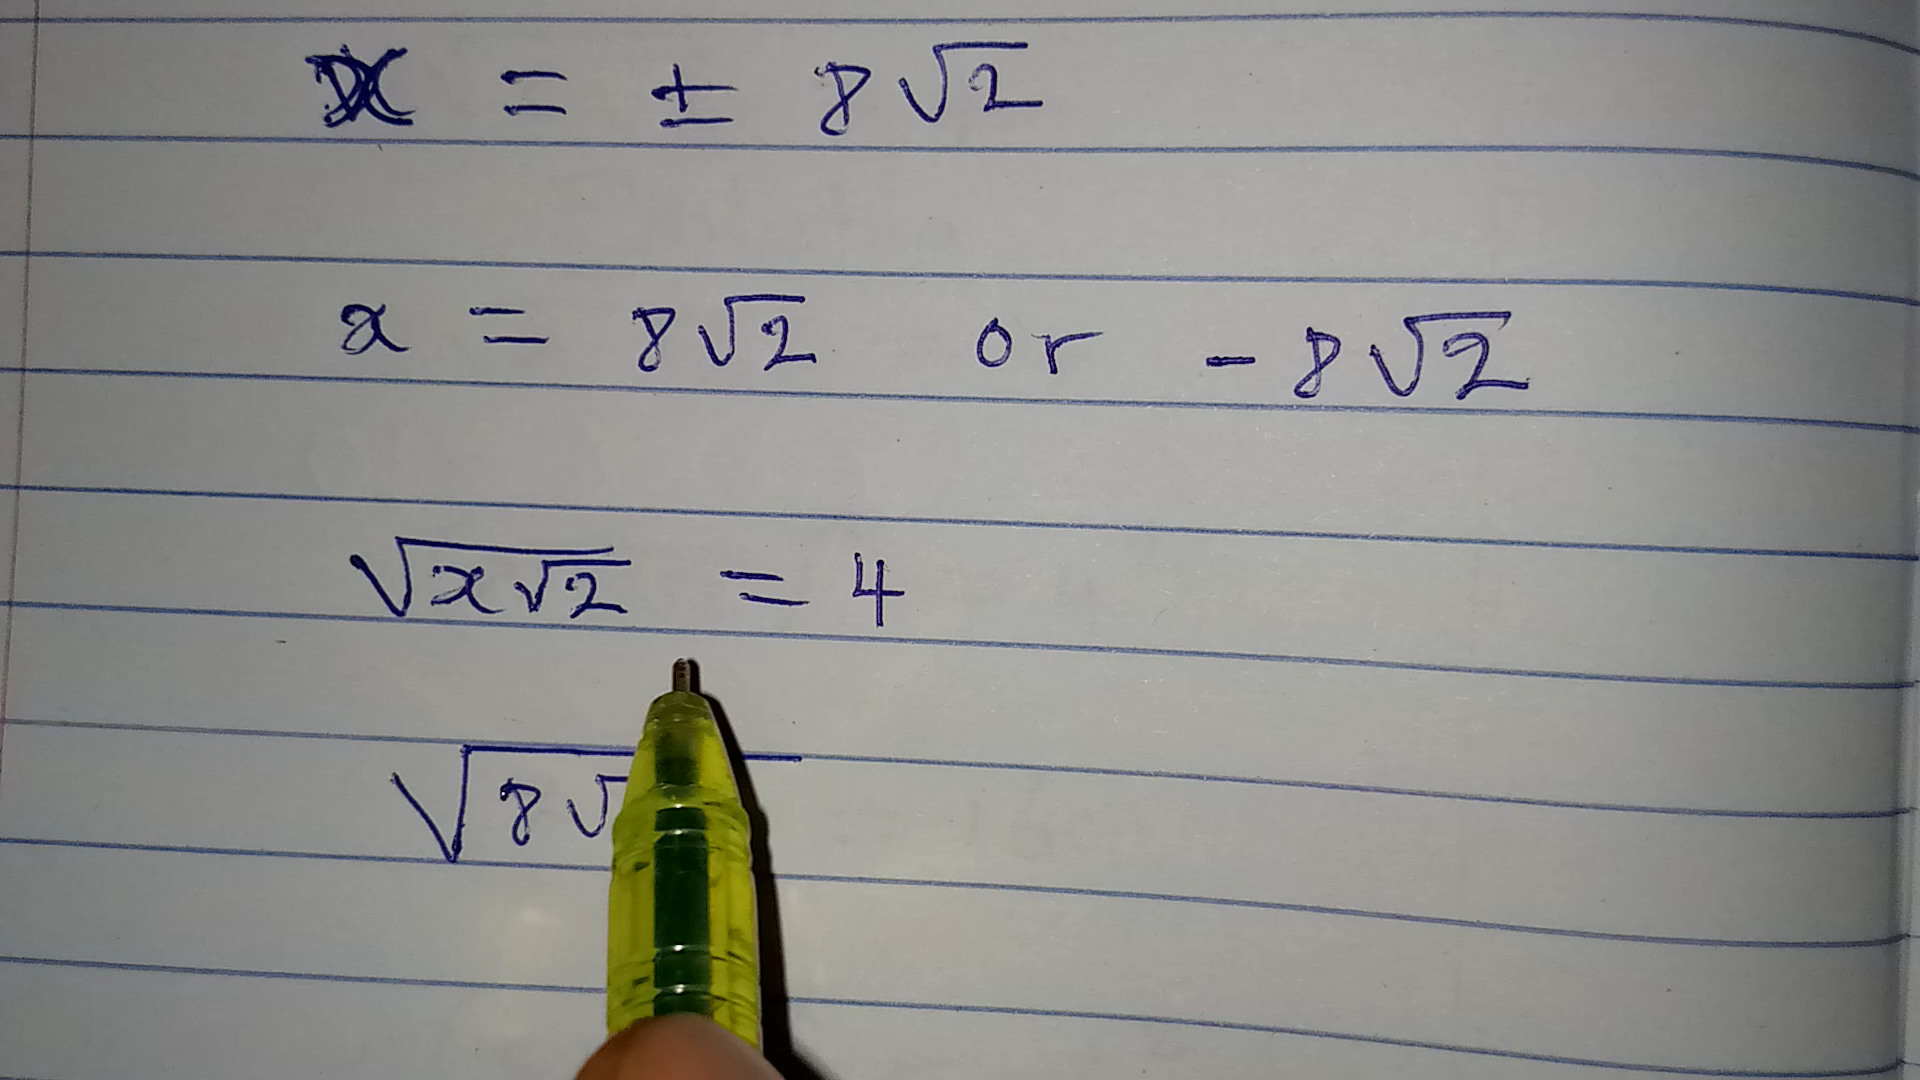 x = ± 8√2
x = 8√2 or - 8√2
√x√2 = 4
√8√